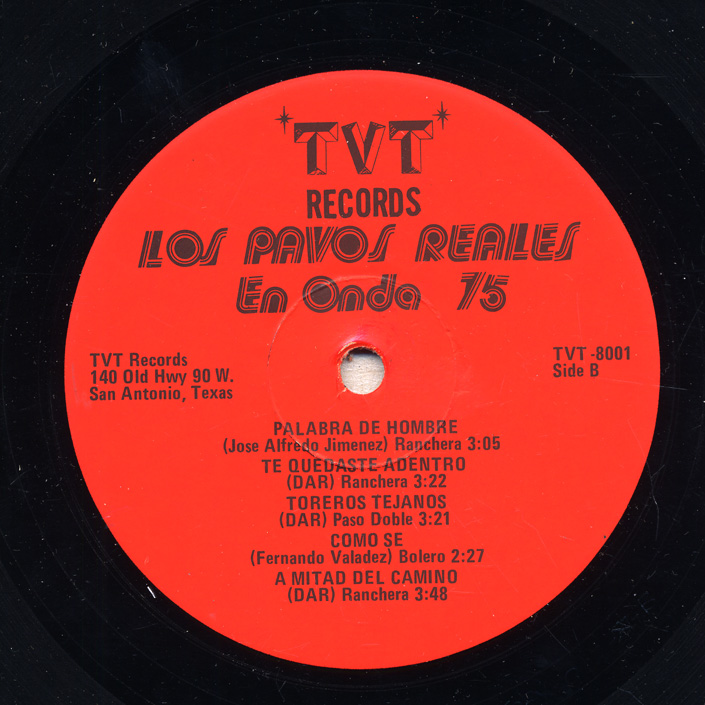 TVT
RECORDS
LOS PAVOS REALES
En Onda 75
TVT Records
140 Old Hwy 90 W.
San Antonio, Texas
TVT-8001
Side B
PALABRA DE HOMBRE
(Jose Alfredo Jimenez) Ranchera 3:05
TE QUEDASTE ADENTRO
(DAR) Ranchera 3:22
TOREROS TEJANOS
(DAR) Paso Doble 3:21
COMO SE
(Fernando Valadez) Bolero 2:27
A MITAD DEL CAMINO
(DAR) Ranchera 3:48